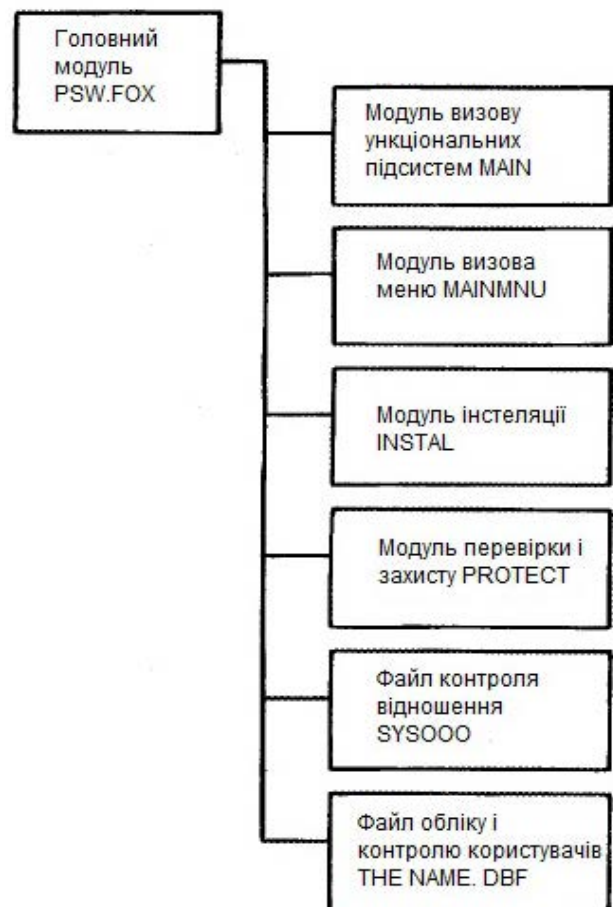 Головний
модуль
PSW.FOX
Модуль визову
ункціональних
підсистем MAIN
Модуль визова
меню MAINMNU
Модуль інстеляції
INSTAL
Модуль перевірки і
захисту PROTECT
Файл контроля
відношення
SYSOOO
Файл обліку і
контролю користувачів
THE NAME. DBF